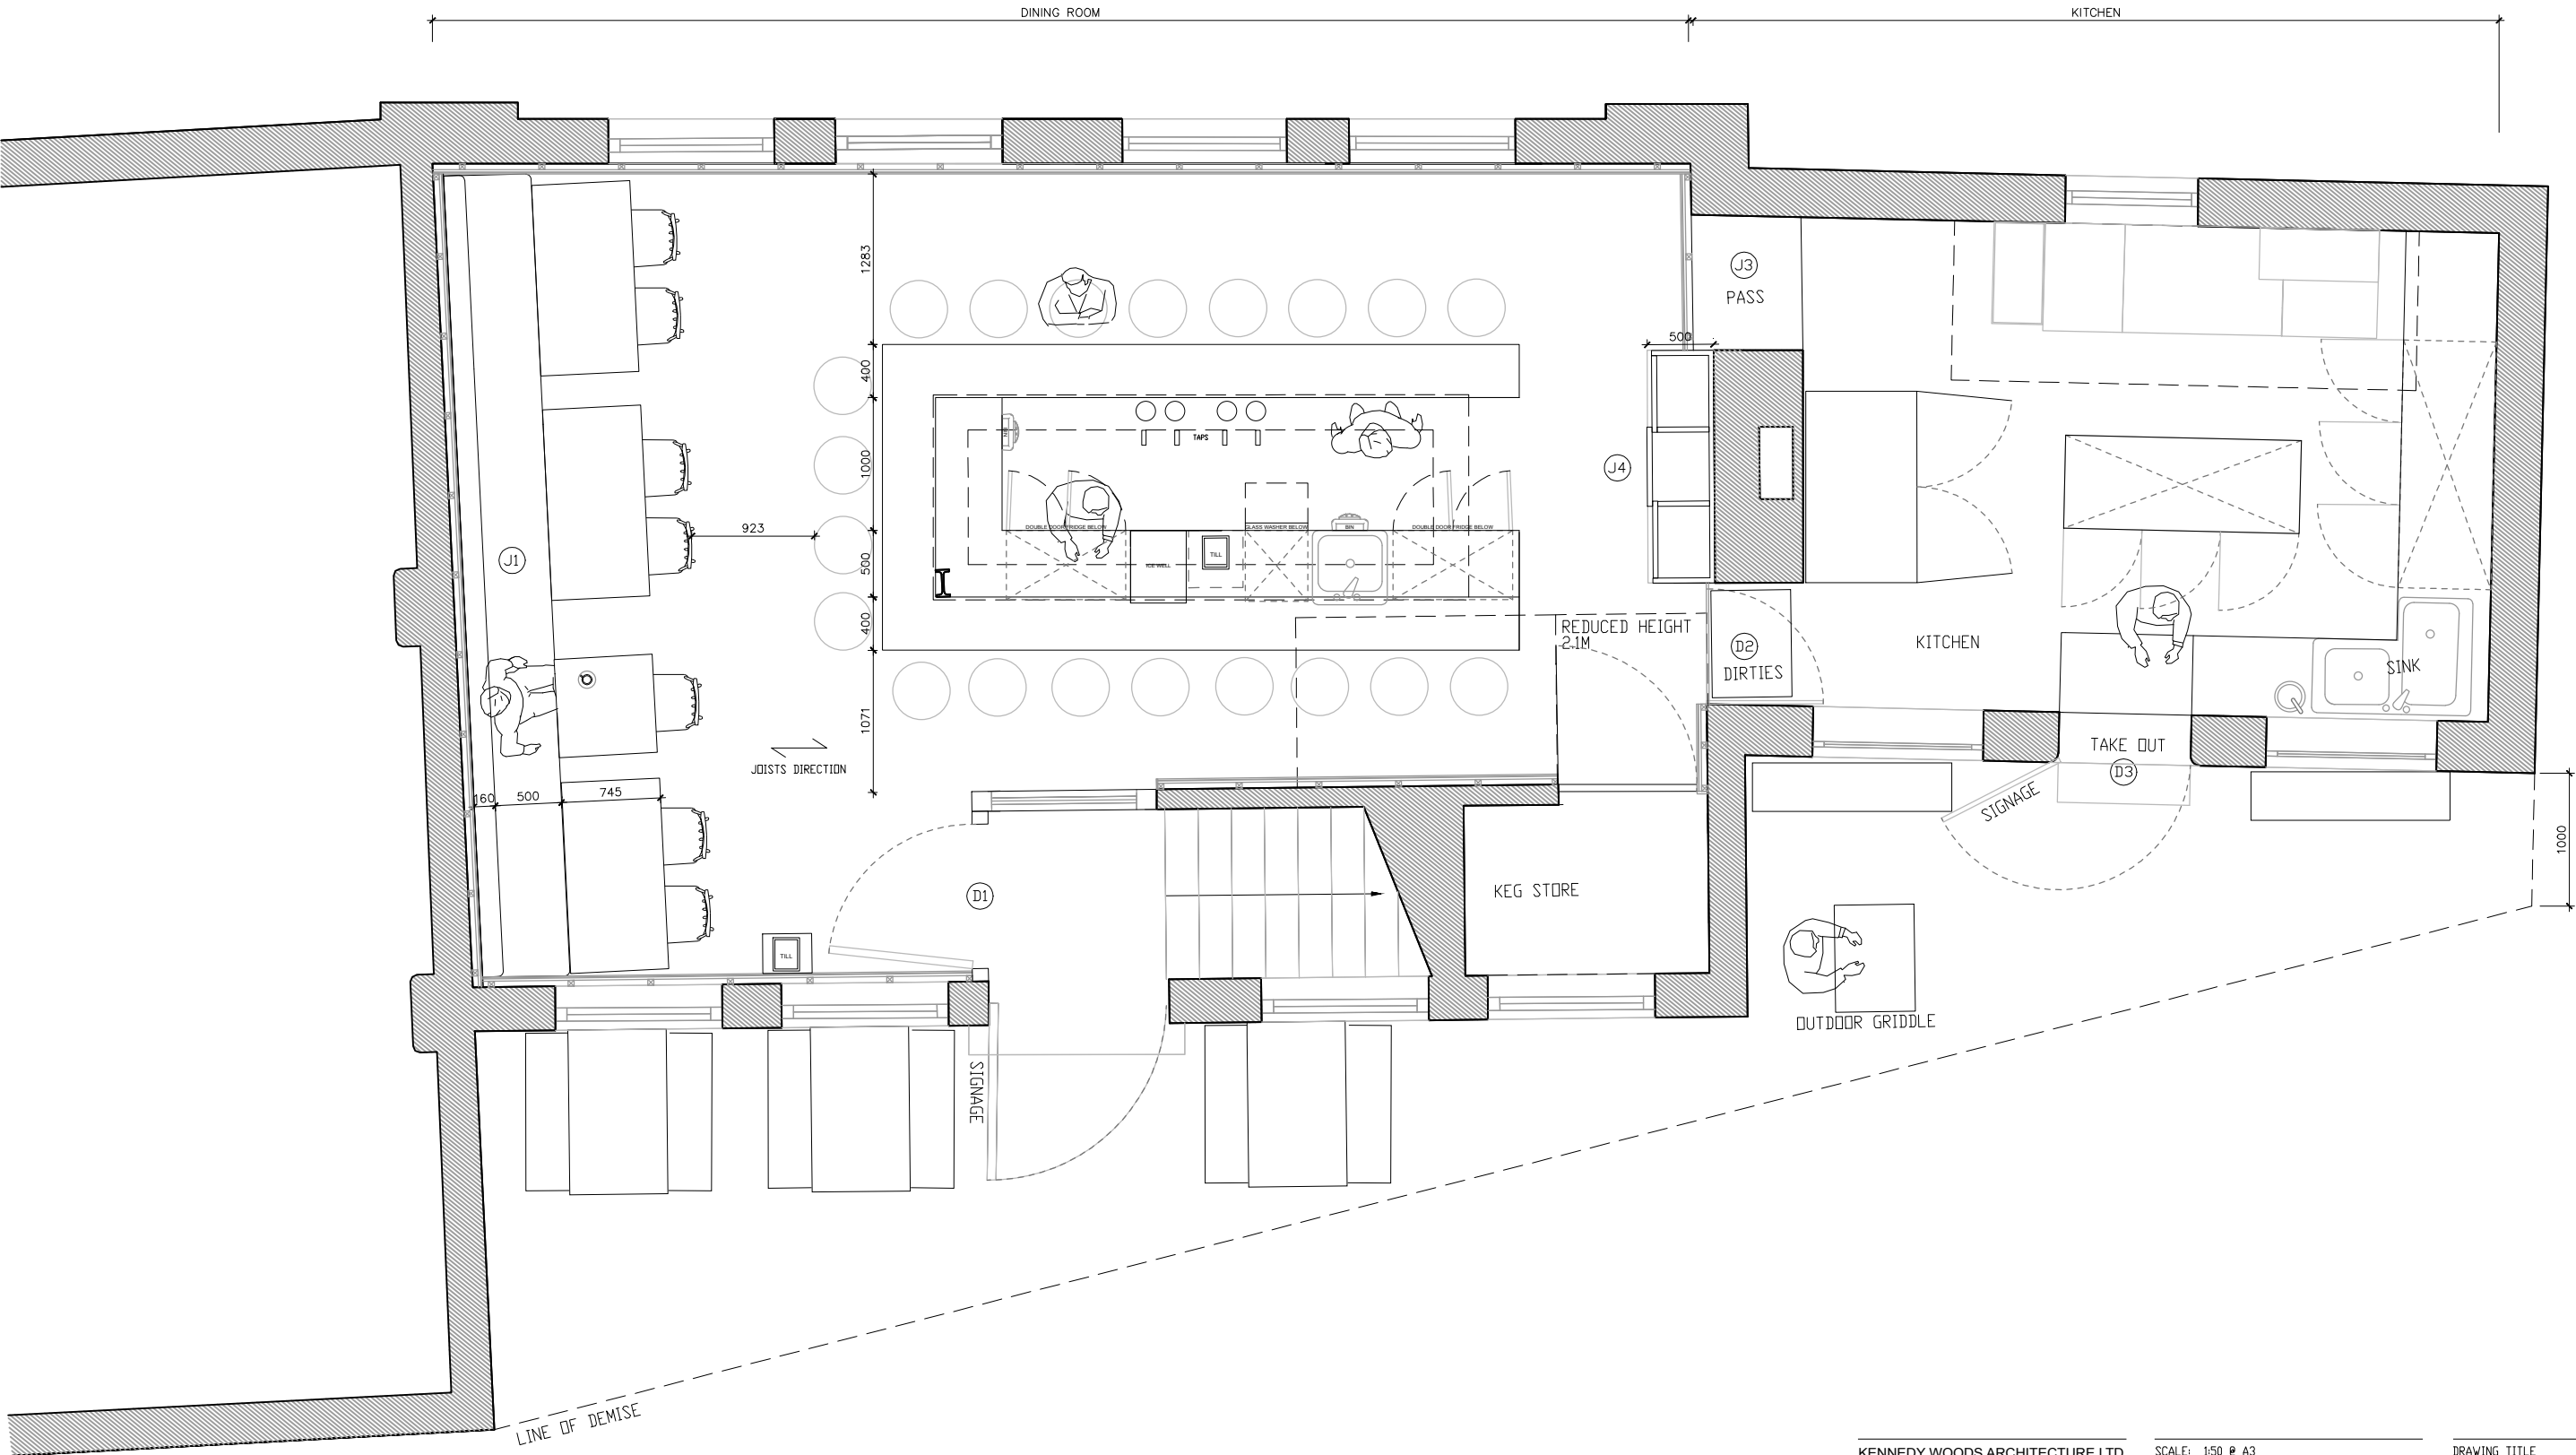 DINING ROOM
KITCHEN
1283
400
1000
500
400
1071
923
J1
160
500
745
JOISTS DIRECTION
BIN
TAPS
DOUBLE DOOR FRIDGE BELOW
GLASS WASHER BELOW
BIN
DOUBLE DOOR FRIDGE BELOW
ICE WELL
TILL
J3
PASS
500
J4
REDUCED HEIGHT
2.1M
D2
DIRTIES
KITCHEN
SINK
TAKE OUT
D3
SIGNAGE
1000
D1
TILL
KEG STORE
OUTDOOR GRIDDLE
SIGNAGE
LINE OF DEMISE
KENNEDY WOODS ARCHITECTURE LTD
SCALE: 1:50 @ A3
DRAWING TITLE